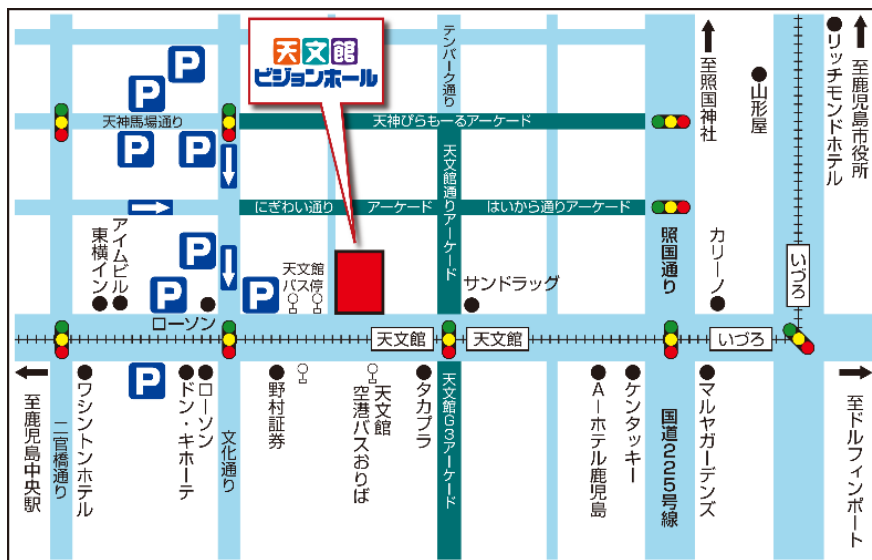 天文館
ビジョンホール
テンパーク通り
至照国神社
山形屋
リッチモンドホテル
至鹿児島市役所
P
P
P
P
天神馬場通り
天神ぴらもーるアーケード
天文館通りアーケード
にぎわい通り
アーケード
はいから通りアーケード
アイムビル
東横イン
P
P
P
ローソン
天文館
バス停
サンドラッグ
照国通り
カリーノ
いづろ
天文館
天文館
いづろ
至鹿児島中央駅
二官橋通り
ワシントンホテル
P
ドン・キホーテ
ローソン
文化通り
野村証券
天文館
空港バスおりば
タカプラ
天文館G3アーケード
A−ホテル鹿児島
ケンタッキー
国道225号線
マルヤガーデンズ
至ドルフィンポート